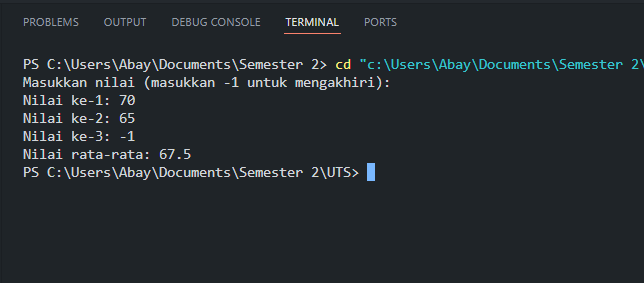 PROBLEMS OUTPUT DEBUG CONSOLE TERMINAL PORTS
PS C:\Users\Abay\Documents\Semester 2> cd "c:\Users\Abay\Documents\Semester 2\
Masukkan nilai (masukkan -1 untuk mengakhiri):
Nilai ke-1: 70
Nilai ke-2: 65
Nilai ke-3: -1
Nilai rata-rata: 67.5
PS C:\Users\Abay\Documents\Semester 2\UTS>